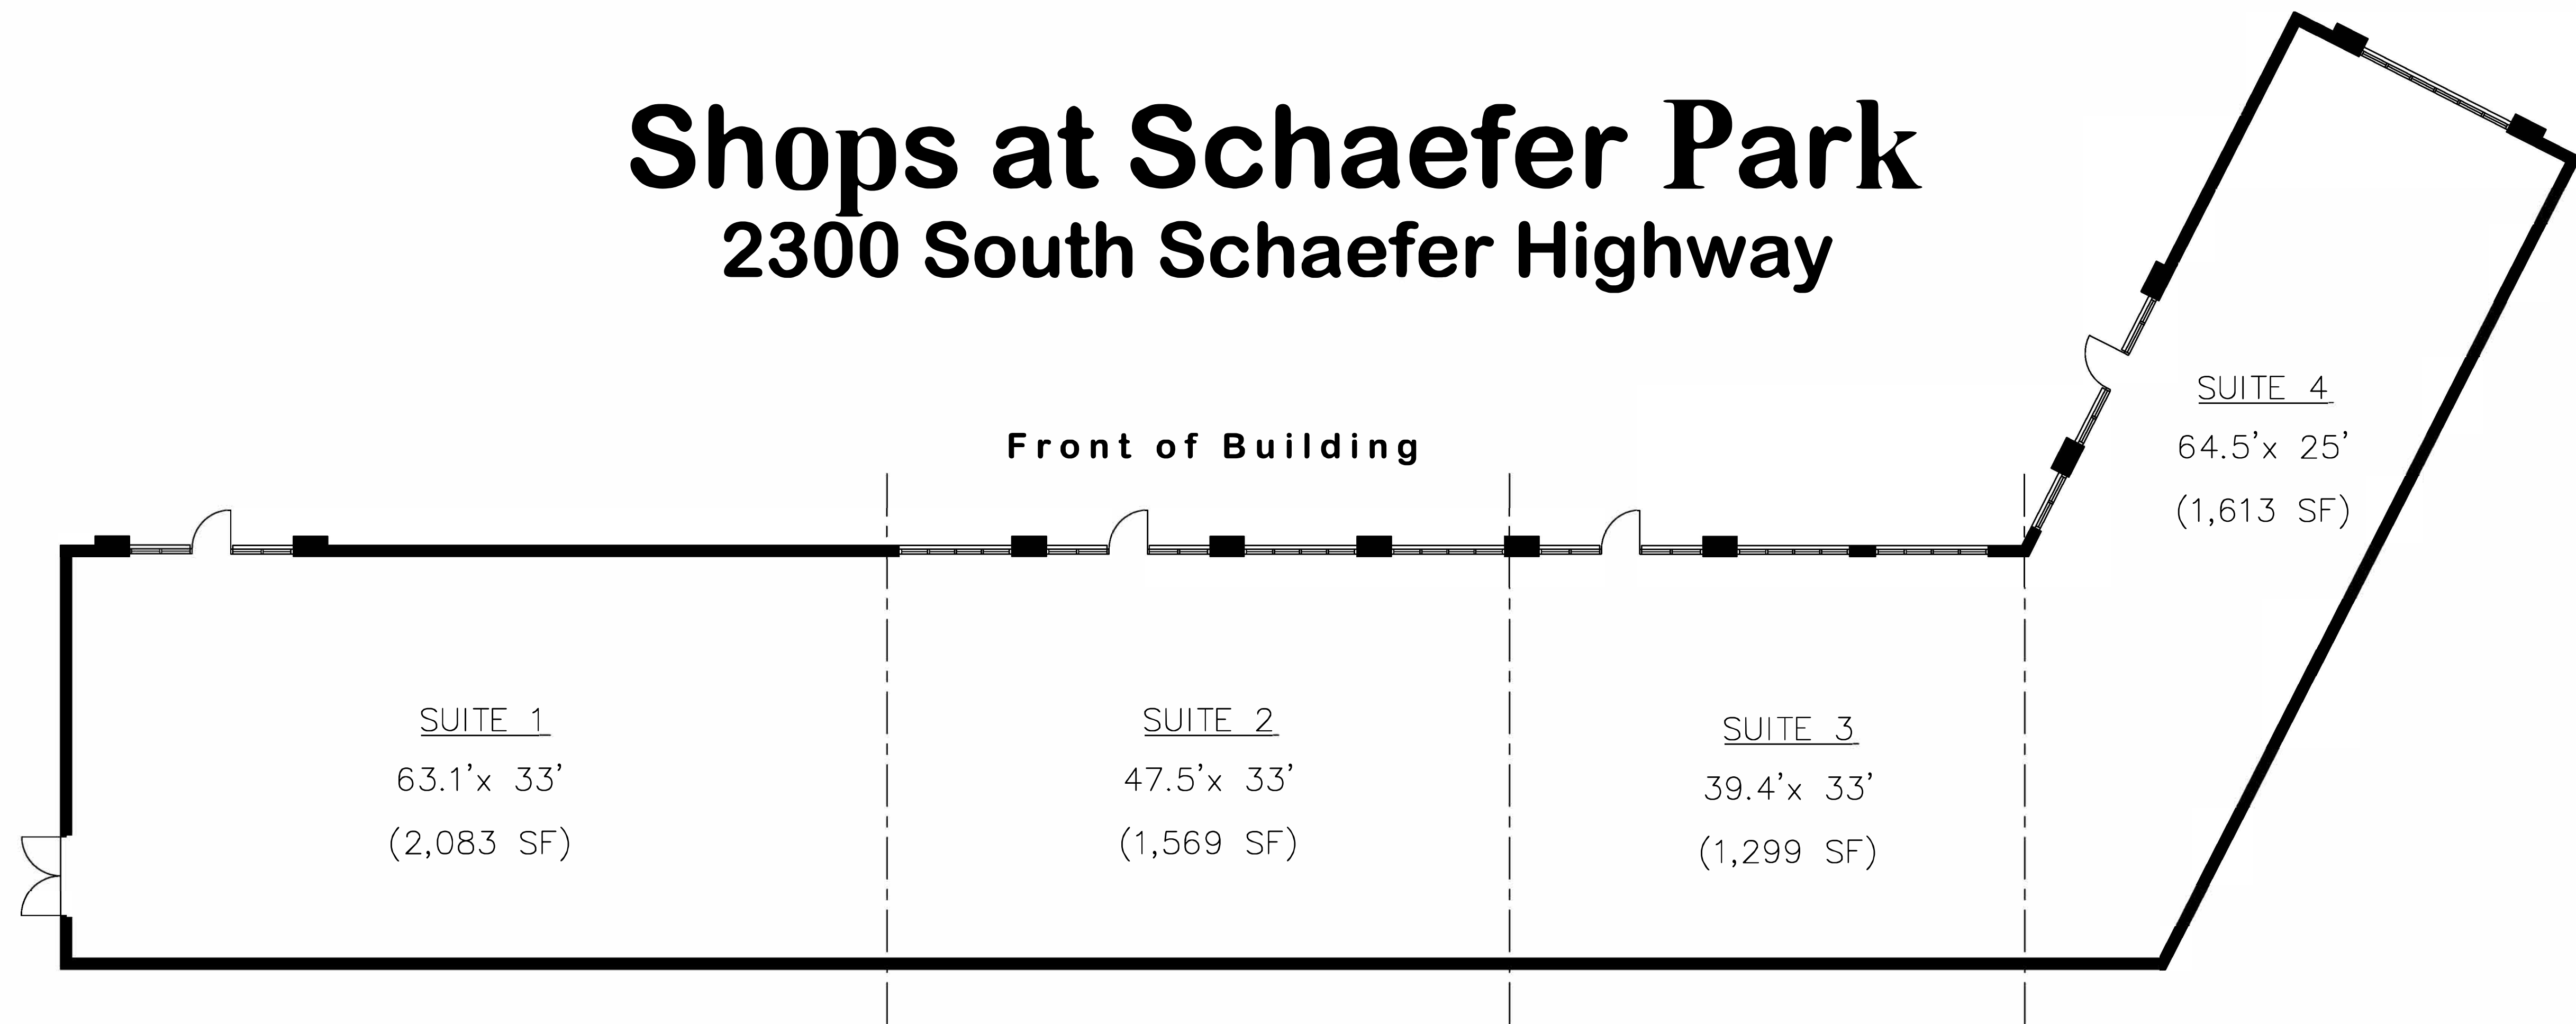 Shops at Schaefer Park
2300 South Schaefer Highway
Front of Building
SUITE 4
64.5'x 25'
(1,613 SF)
SUITE 1
63.1'x 33'
(2,083 SF)
SUITE 2
47.5'x 33'
(1,569 SF)
SUITE 3
39.4'x 33'
(1,299 SF)